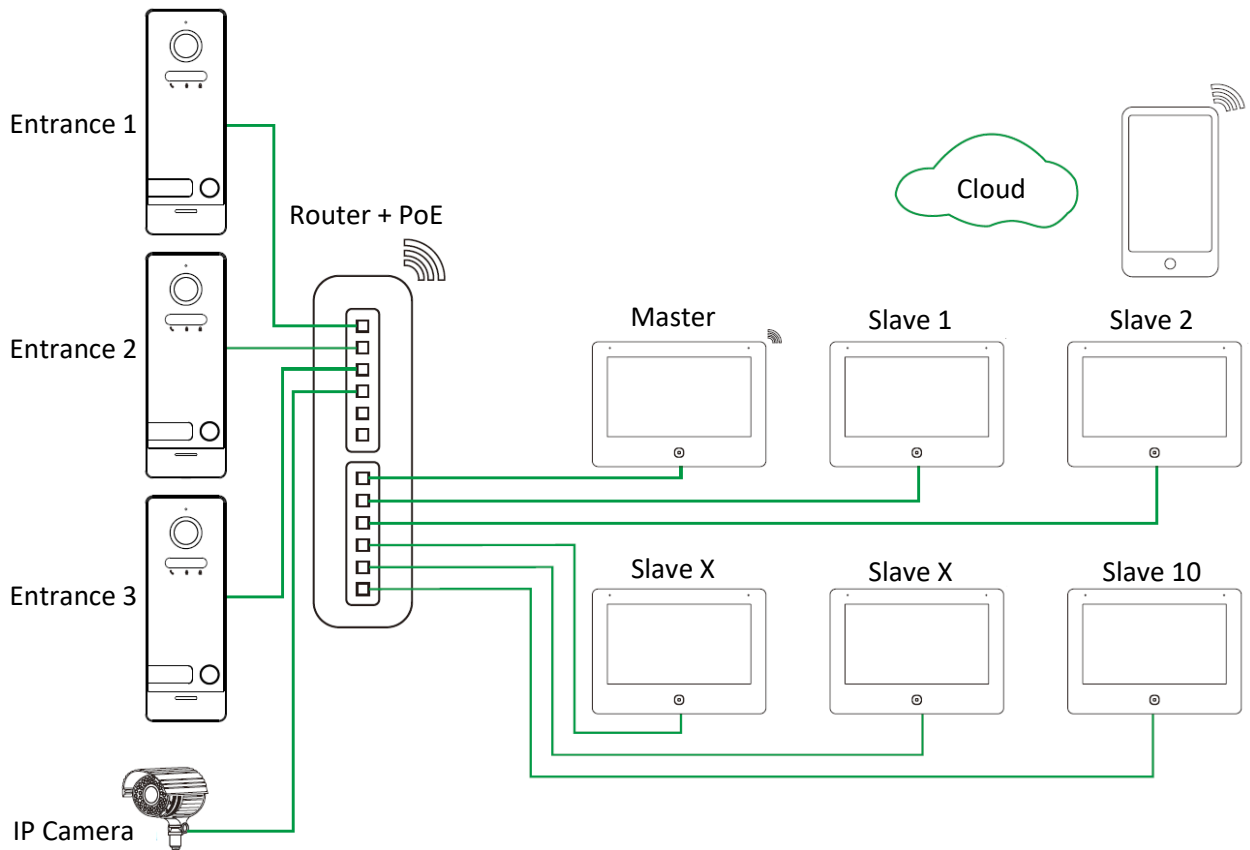 Entrance 1
Router + PoE
Cloud
Entrance 2
Master
Slave 1
Slave 2
Entrance 3
Slave X
Slave X
Slave 10
IP Camera